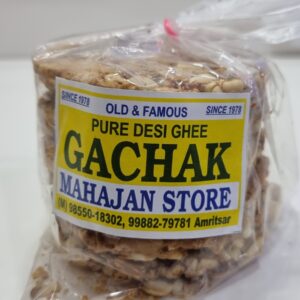 SINCE 1978 OLD & FAMOUS SINCE 1978
PURE DESI GHEE
GACHAK
MAHAJAN STORE
(M) 98550-18302, 99882-79781 Amritsar